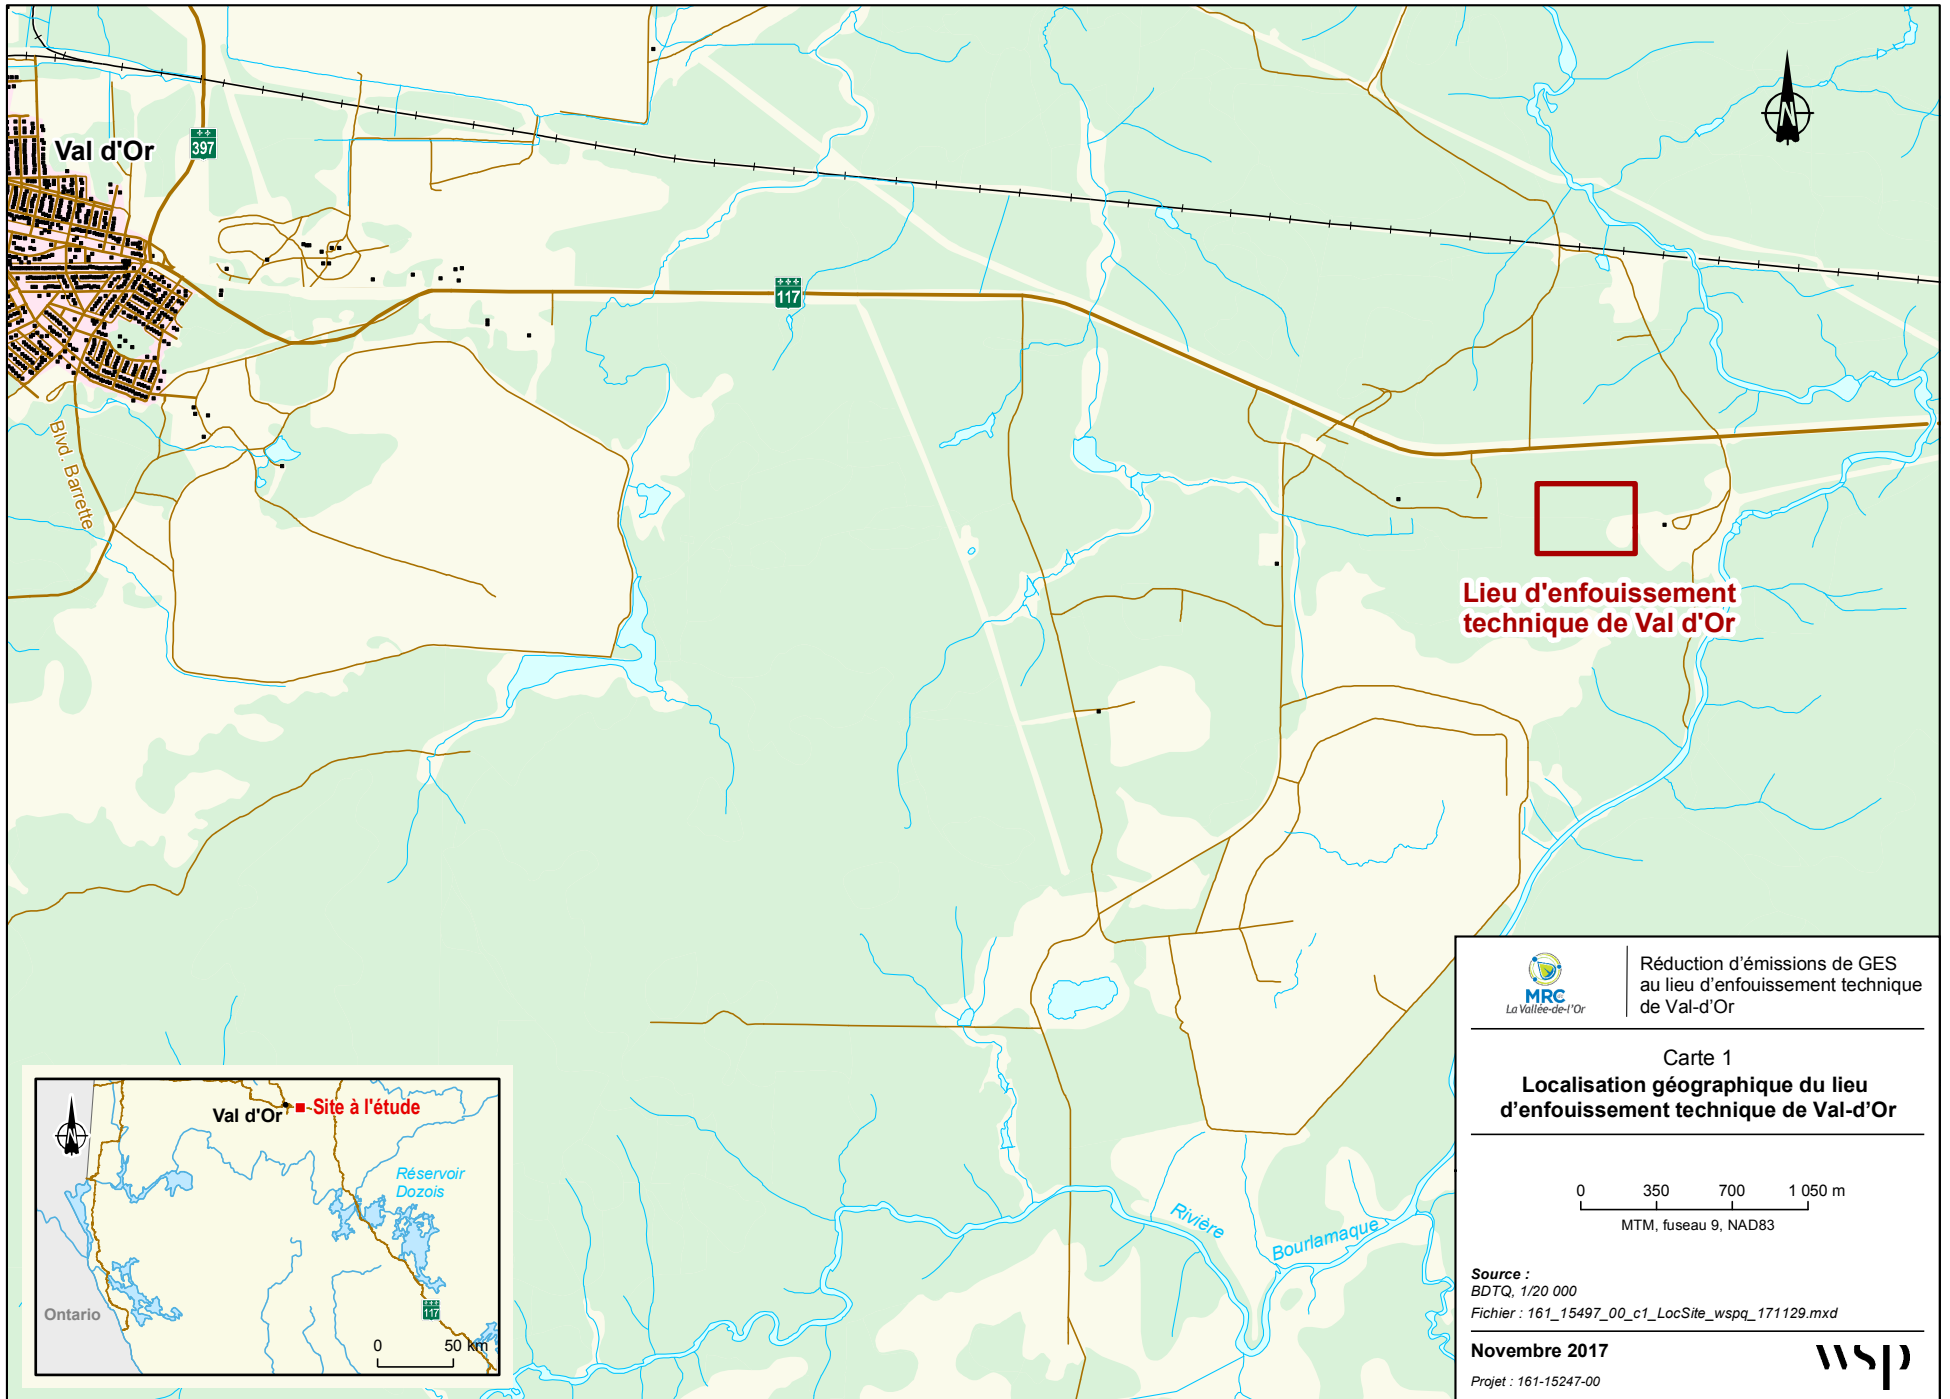 Val d'Or
397
117
Blvd. Barrette
Lieu d'enfouissement
technique de Val d'Or
Rivière
Bourlamaque
N
Val d'Or
Site à l'étude
Réservoir
Dozois
Ontario
117
0 50 km
N
MRC
La Vallée-de-l'Or
Réduction d'émissions de GES
au lieu d'enfouissement technique
de Val-d'Or
Carte 1
Localisation géographique du lieu
d'enfouissement technique de Val-d'Or
0 350 700 1 050 m
MTM, fuseau 9, NAD83
Source :
BDTQ, 1/20 000
Fichier : 161_15497_00_c1_LocSite_wspq_171129.mxd
Novembre 2017
Projet : 161-15247-00
wsp